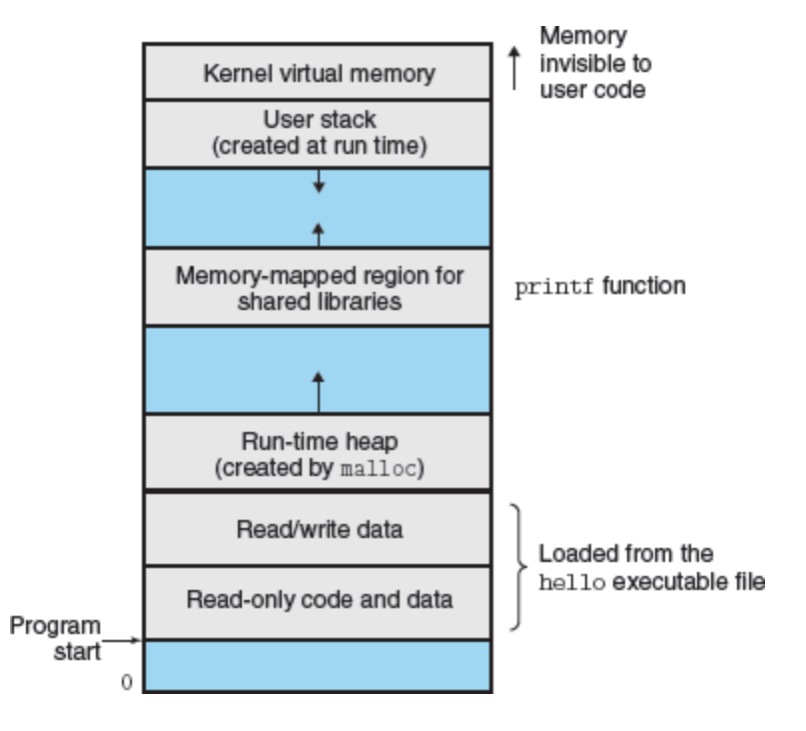 Memory
invisible to
user code
Kernel virtual memory
User stack
(created at run time)
Memory-mapped region for
shared libraries
printf function
Run-time heap
(created by malloc)
Read/write data
Loaded from the
hello executable file
Read-only code and data
Program
start
0